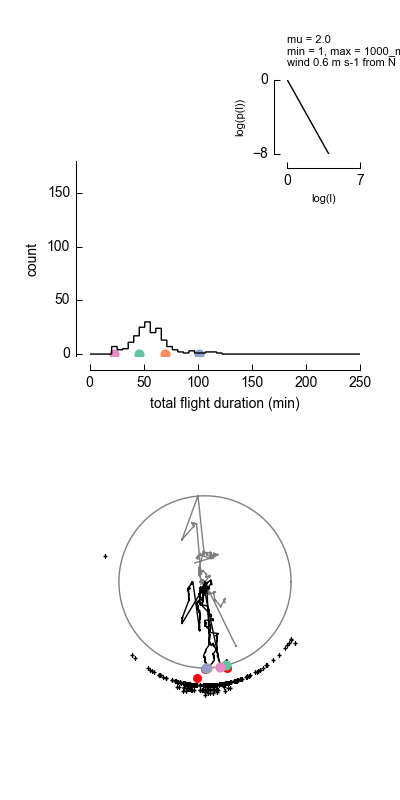 mu = 2.0
min = 1, max = 1000_m
wind 0.6 m s-1 from N
0
log(p(l))
−8
0 7
log(l)
150
100
50
0
count
0 50 100 150 200 250
total flight duration (min)